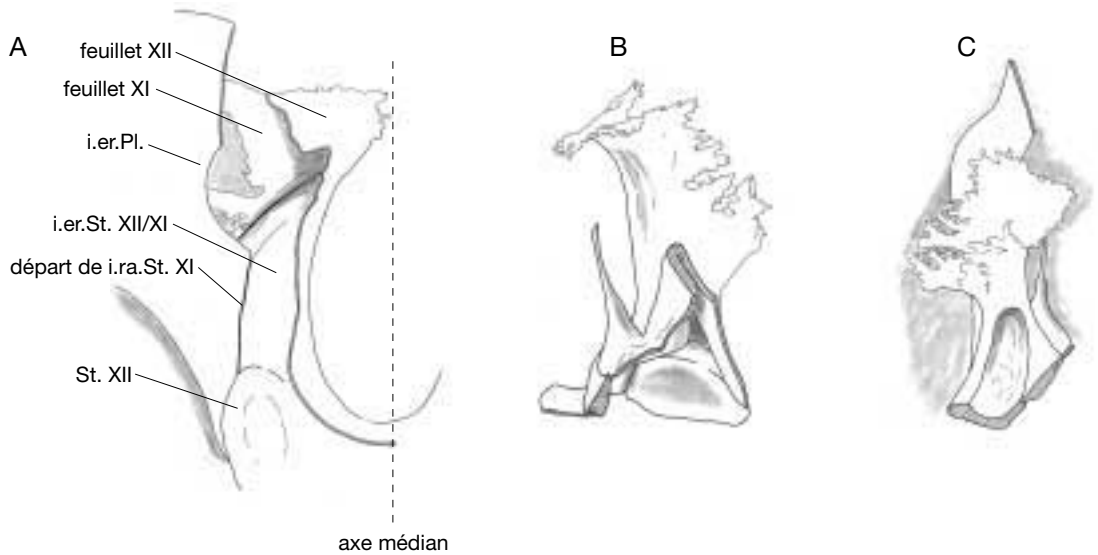 A
B
C
feuillet XII
feuillet XI
i.er.Pl.
i.er.St. XII/XI
départ de i.ra.St. XI
St. XII
axe médian